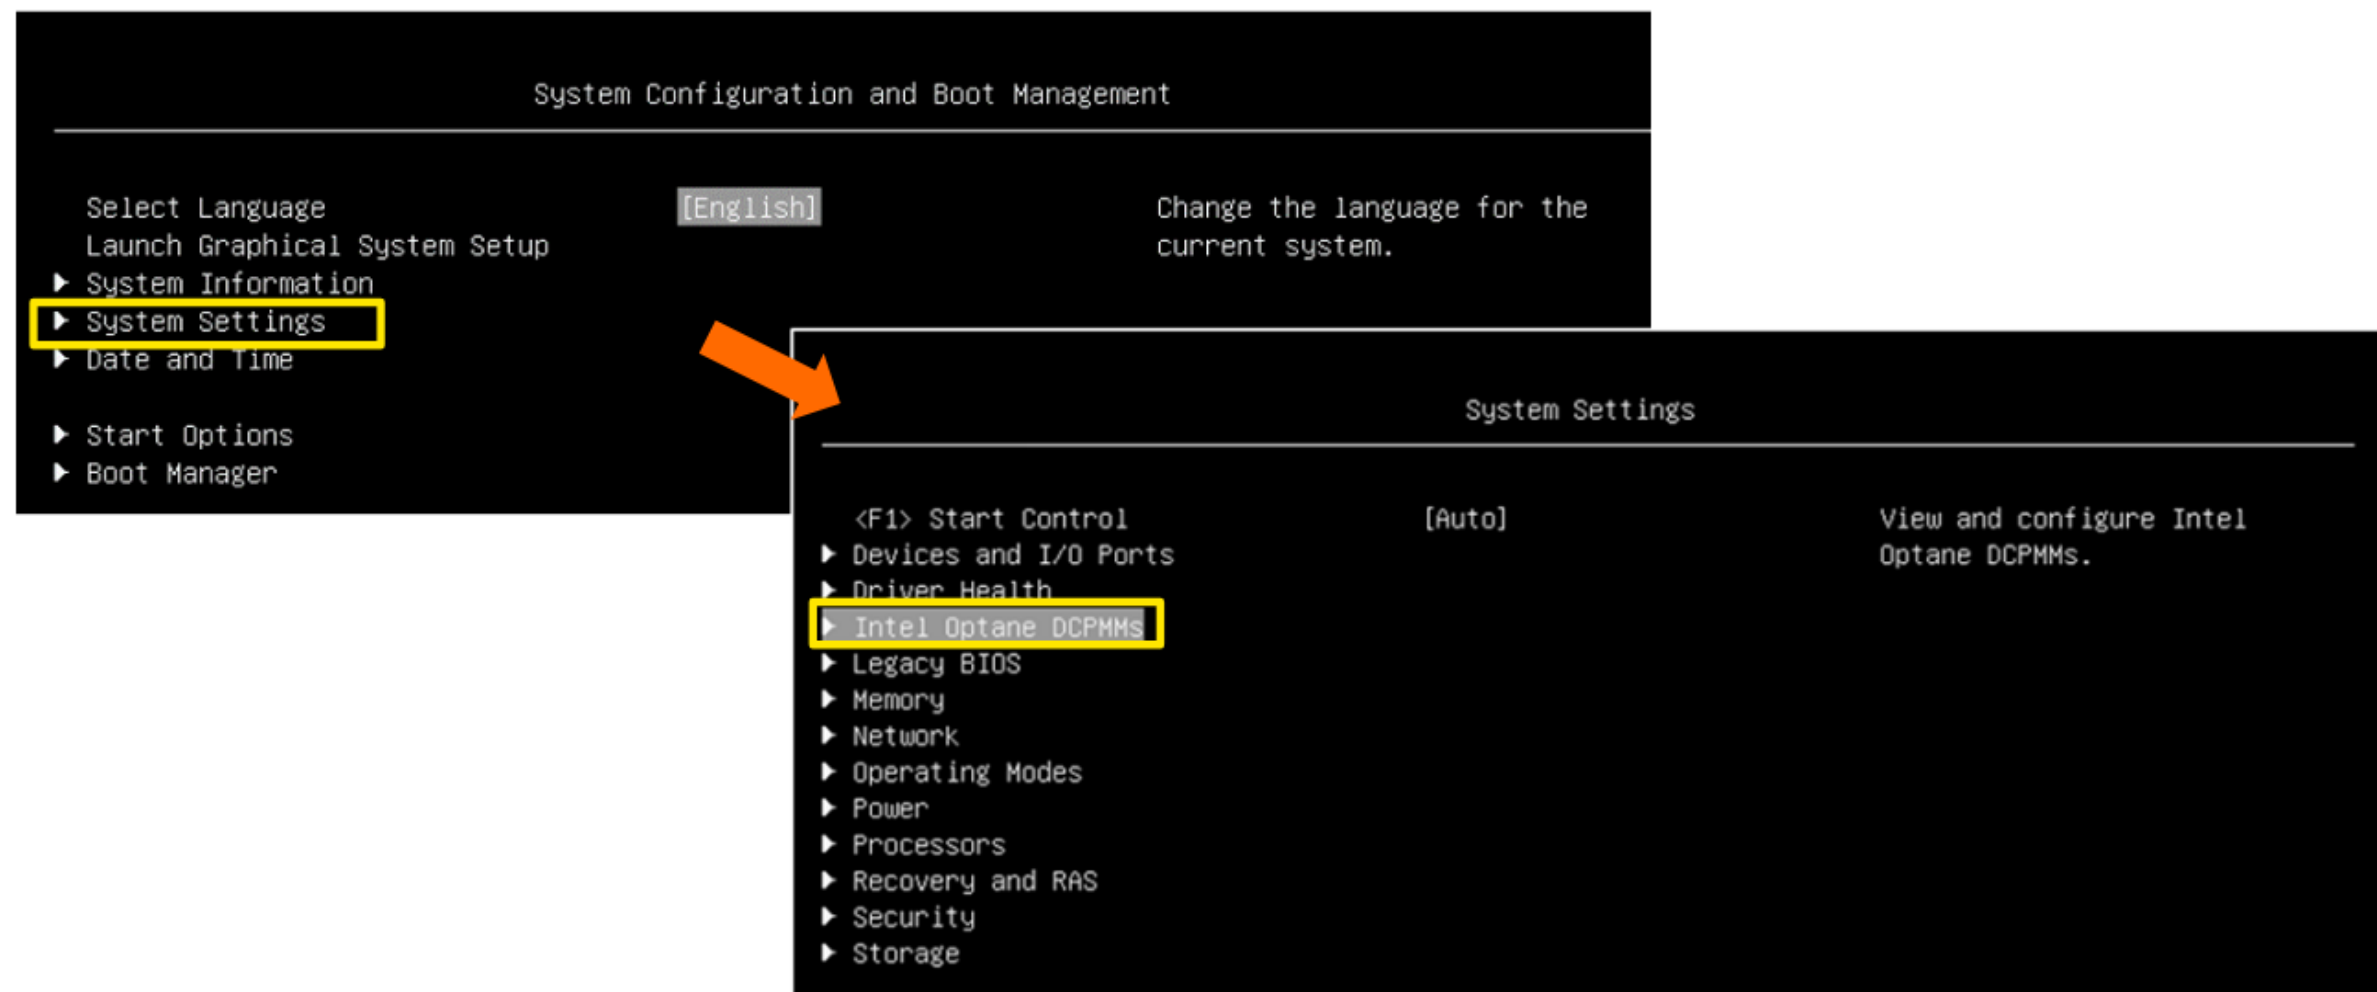 System Configuration and Boot Management
Select Language [English] Change the language for the
Launch Graphical System Setup current system.
System Information
System Settings
Date and Time
Start Options
Boot Manager
System Settings
<F1> Start Control [Auto] View and configure Intel
Devices and I/O Ports Optane DCPMMs.
Driver Health
Intel Optane DCPMMs
Legacy BIOS
Memory
Network
Operating Modes
Power
Processors
Recovery and RAS
Security
Storage